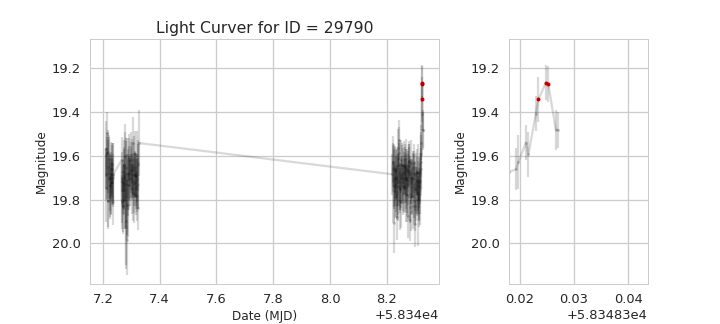 Light Curver for ID = 29790
Magnitude
19.2
19.4
19.6
19.8
20.0
7.2 7.4 7.6 7.8 8.0 8.2
Date (MJD)
+5.834e4
Magnitude
19.2
19.4
19.6
19.8
20.0
0.02 0.03 0.04
+5.83483e4